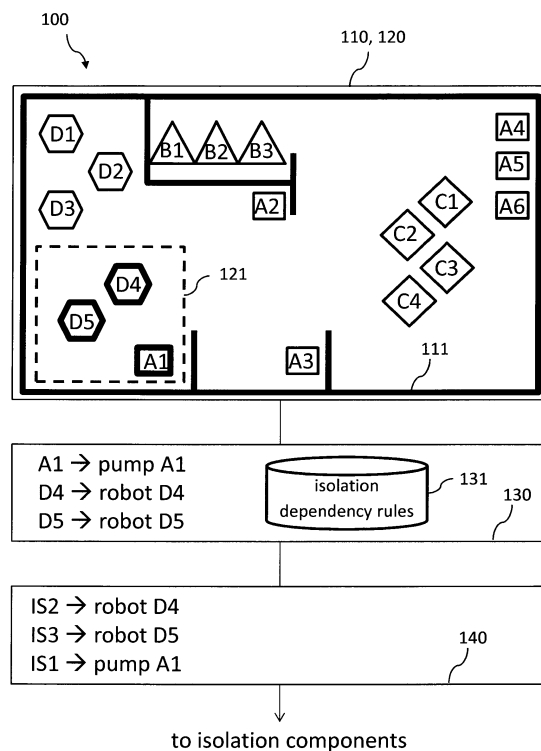 100
110, 120
D1
D2
D3
B1 B2 B3
A2
A4
A5
A6
C1
C2
C3
C4
121
D4
D5
A1
A3
111
A1 → pump A1
D4 → robot D4
D5 → robot D5
isolation
dependency rules
131
130
IS2 → robot D4
IS3 → robot D5
IS1 → pump A1
140
to isolation components